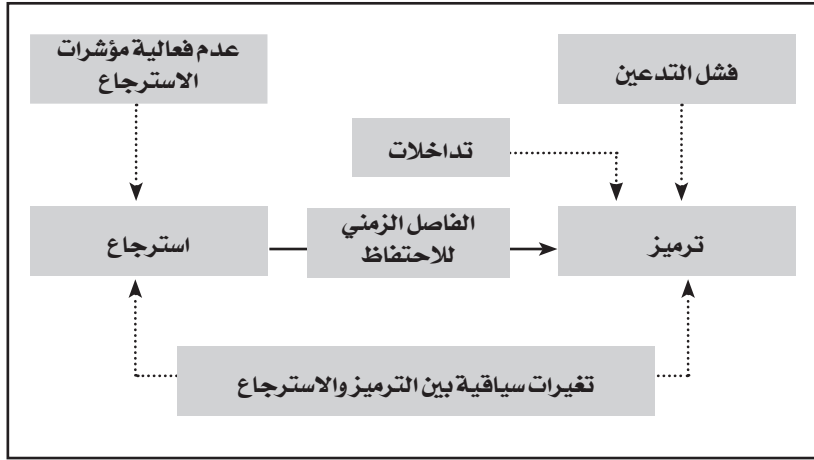 فشل التدعين
عدم فعالية مؤشرات
الاسترجاع
تداخلات
ترميز
الفاصل الزمني
للاحتفاظ
استرجاع
تغيرات سياقية بين الترميز والاسترجاع